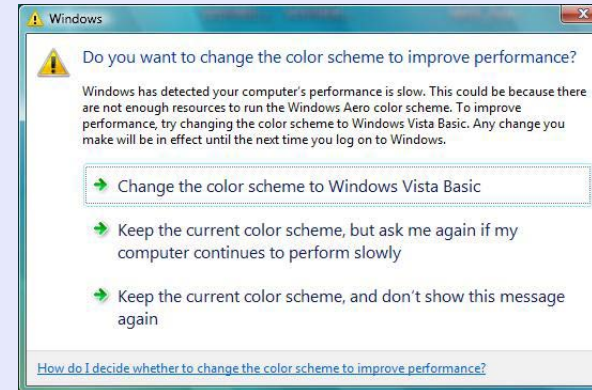 Windows
Do you want to change the color scheme to improve performance?
Windows has detected your computer's performance is slow. This could be because there
are not enough resources to run the Windows Aero color scheme. To improve
performance, try changing the color scheme to Windows Vista Basic. Any change you
make will be in effect until the next time you log on to Windows.
Change the color scheme to Windows Vista Basic
Keep the current color scheme, but ask me again if my
computer continues to perform slowly
Keep the current color scheme, and don't show this message
again
How do I decide whether to change the color scheme to improve performance?